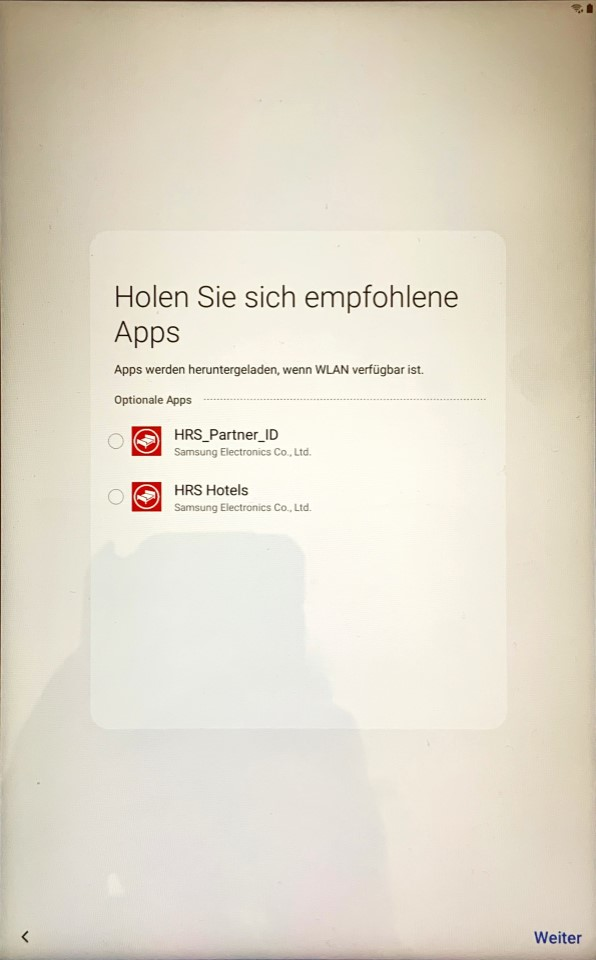 Holen Sie sich empfohlene
Apps
Apps werden heruntergeladen, wenn WLAN verfügbar ist.
Optionale Apps
HRS_Partner_ID
Samsung Electronics Co., Ltd.
HRS Hotels
Samsung Electronics Co., Ltd.
Weiter